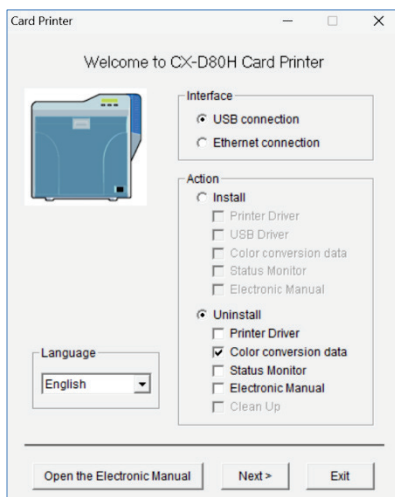 Card Printer
Welcome to CX-D80H Card Printer
Interface
USB connection
Ethernet connection
Action
Install
Printer Driver
USB Driver
Color conversion data
Status Monitor
Electronic Manual
Uninstall
Printer Driver
Color conversion data
Status Monitor
Electronic Manual
Clean Up
Language
English
Open the Electronic Manual
Next >
Exit